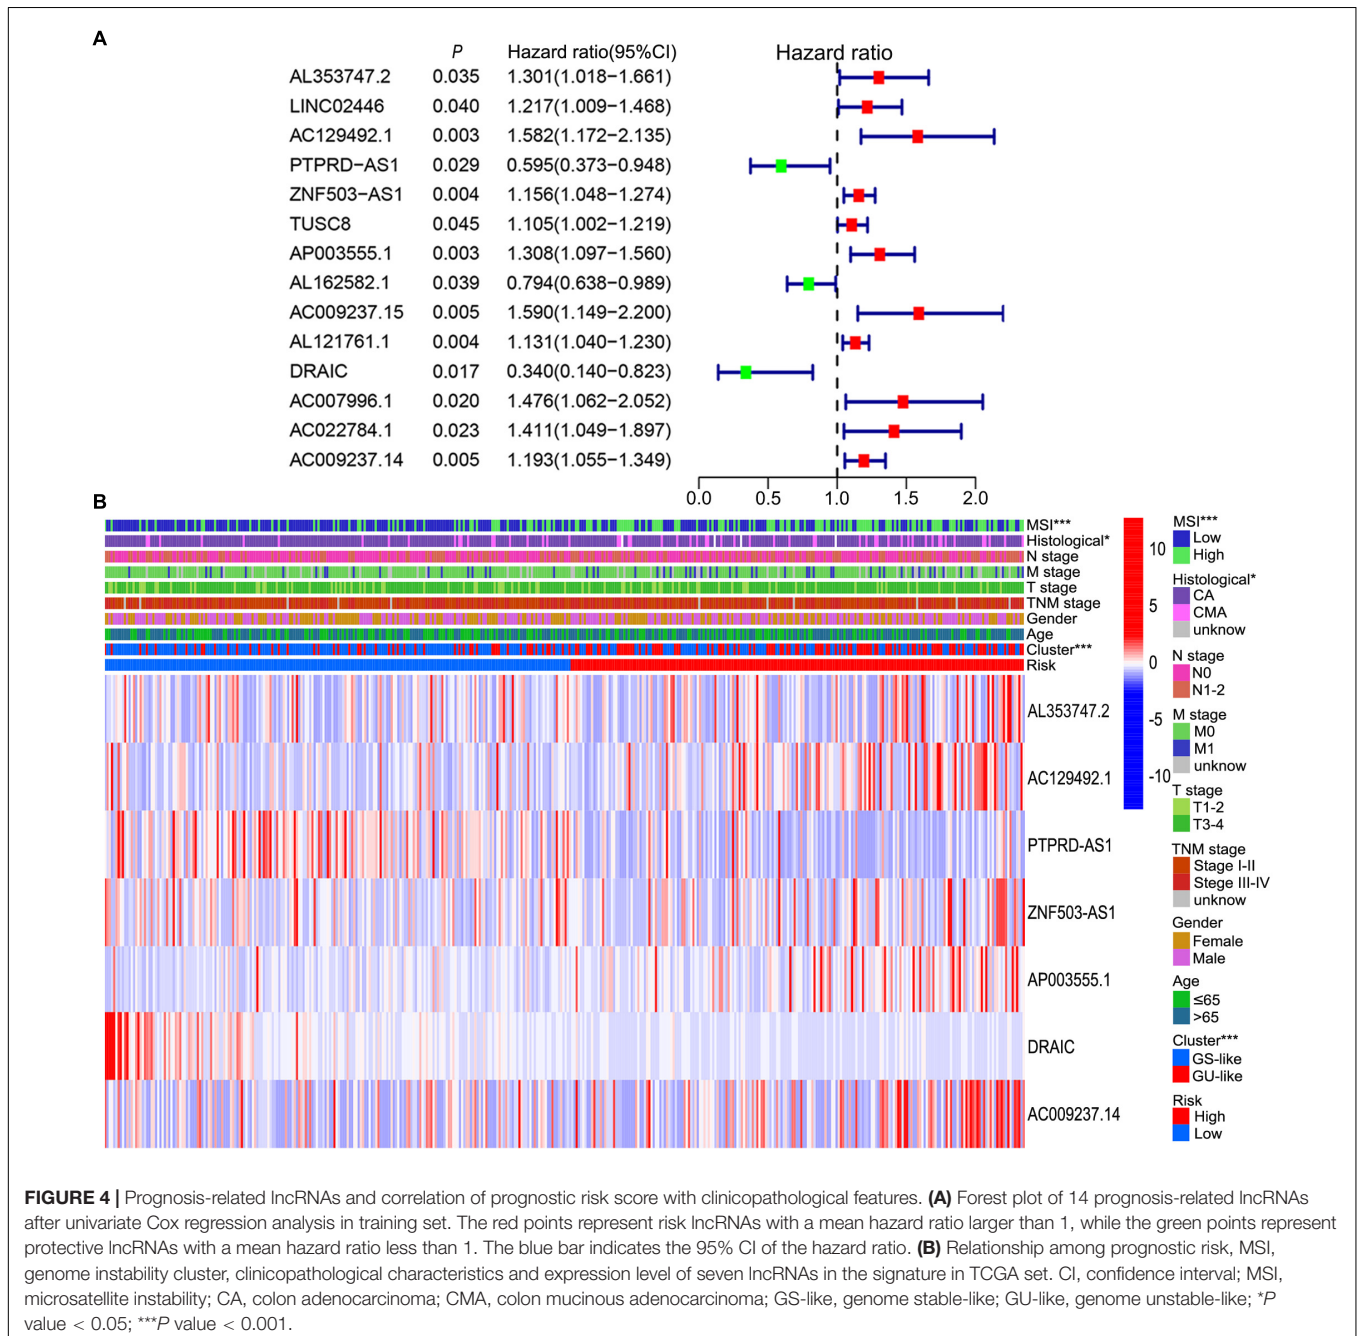 A
P Hazard ratio(95%CI) Hazard ratio
AL353747.2 0.035 1.301(1.018−1.661)
LINC02446 0.040 1.217(1.009−1.468)
AC129492.1 0.003 1.582(1.172−2.135)
PTPRD−AS1 0.029 0.595(0.373−0.948)
ZNF503−AS1 0.004 1.156(1.048−1.274)
TUSC8 0.045 1.105(1.002−1.219)
AP003555.1 0.003 1.308(1.097−1.560)
AL162582.1 0.039 0.794(0.638−0.989)
AC009237.15 0.005 1.590(1.149−2.200)
AL121761.1 0.004 1.131(1.040−1.230)
DRAIC 0.017 0.340(0.140−0.823)
AC007996.1 0.020 1.476(1.062−2.052)
AC022784.1 0.023 1.411(1.049−1.897)
AC009237.14 0.005 1.193(1.055−1.349)
0.0 0.5 1.0 1.5 2.0
B
MSI***
Histological*
N stage
M stage
T stage
TNM stage
Gender
Age
Cluster***
Risk
AL353747.2
AC129492.1
PTPRD-AS1
ZNF503-AS1
AP003555.1
DRAIC
AC009237.14
10
5
0
-5
-10
MSI***
Low
High
Histological*
CA
CMA
unknow
N stage
N0
N1-2
M stage
M0
M1
unknow
T stage
T1-2
T3-4
TNM stage
Stage I-II
Stege III-IV
unknow
Gender
Female
Male
Age
≤65
>65
Cluster***
GS-like
GU-like
Risk
High
Low
FIGURE 4 | Prognosis-related lncRNAs and correlation of prognostic risk score with clinicopathological features. (A) Forest plot of 14 prognosis-related lncRNAs
after univariate Cox regression analysis in training set. The red points represent risk lncRNAs with a mean hazard ratio larger than 1, while the green points represent
protective lncRNAs with a mean hazard ratio less than 1. The blue bar indicates the 95% CI of the hazard ratio. (B) Relationship among prognostic risk, MSI,
genome instability cluster, clinicopathological characteristics and expression level of seven lncRNAs in the signature in TCGA set. CI, confidence interval; MSI,
microsatellite instability; CA, colon adenocarcinoma; CMA, colon mucinous adenocarcinoma; GS-like, genome stable-like; GU-like, genome unstable-like; *P
value < 0.05; ***P value < 0.001.